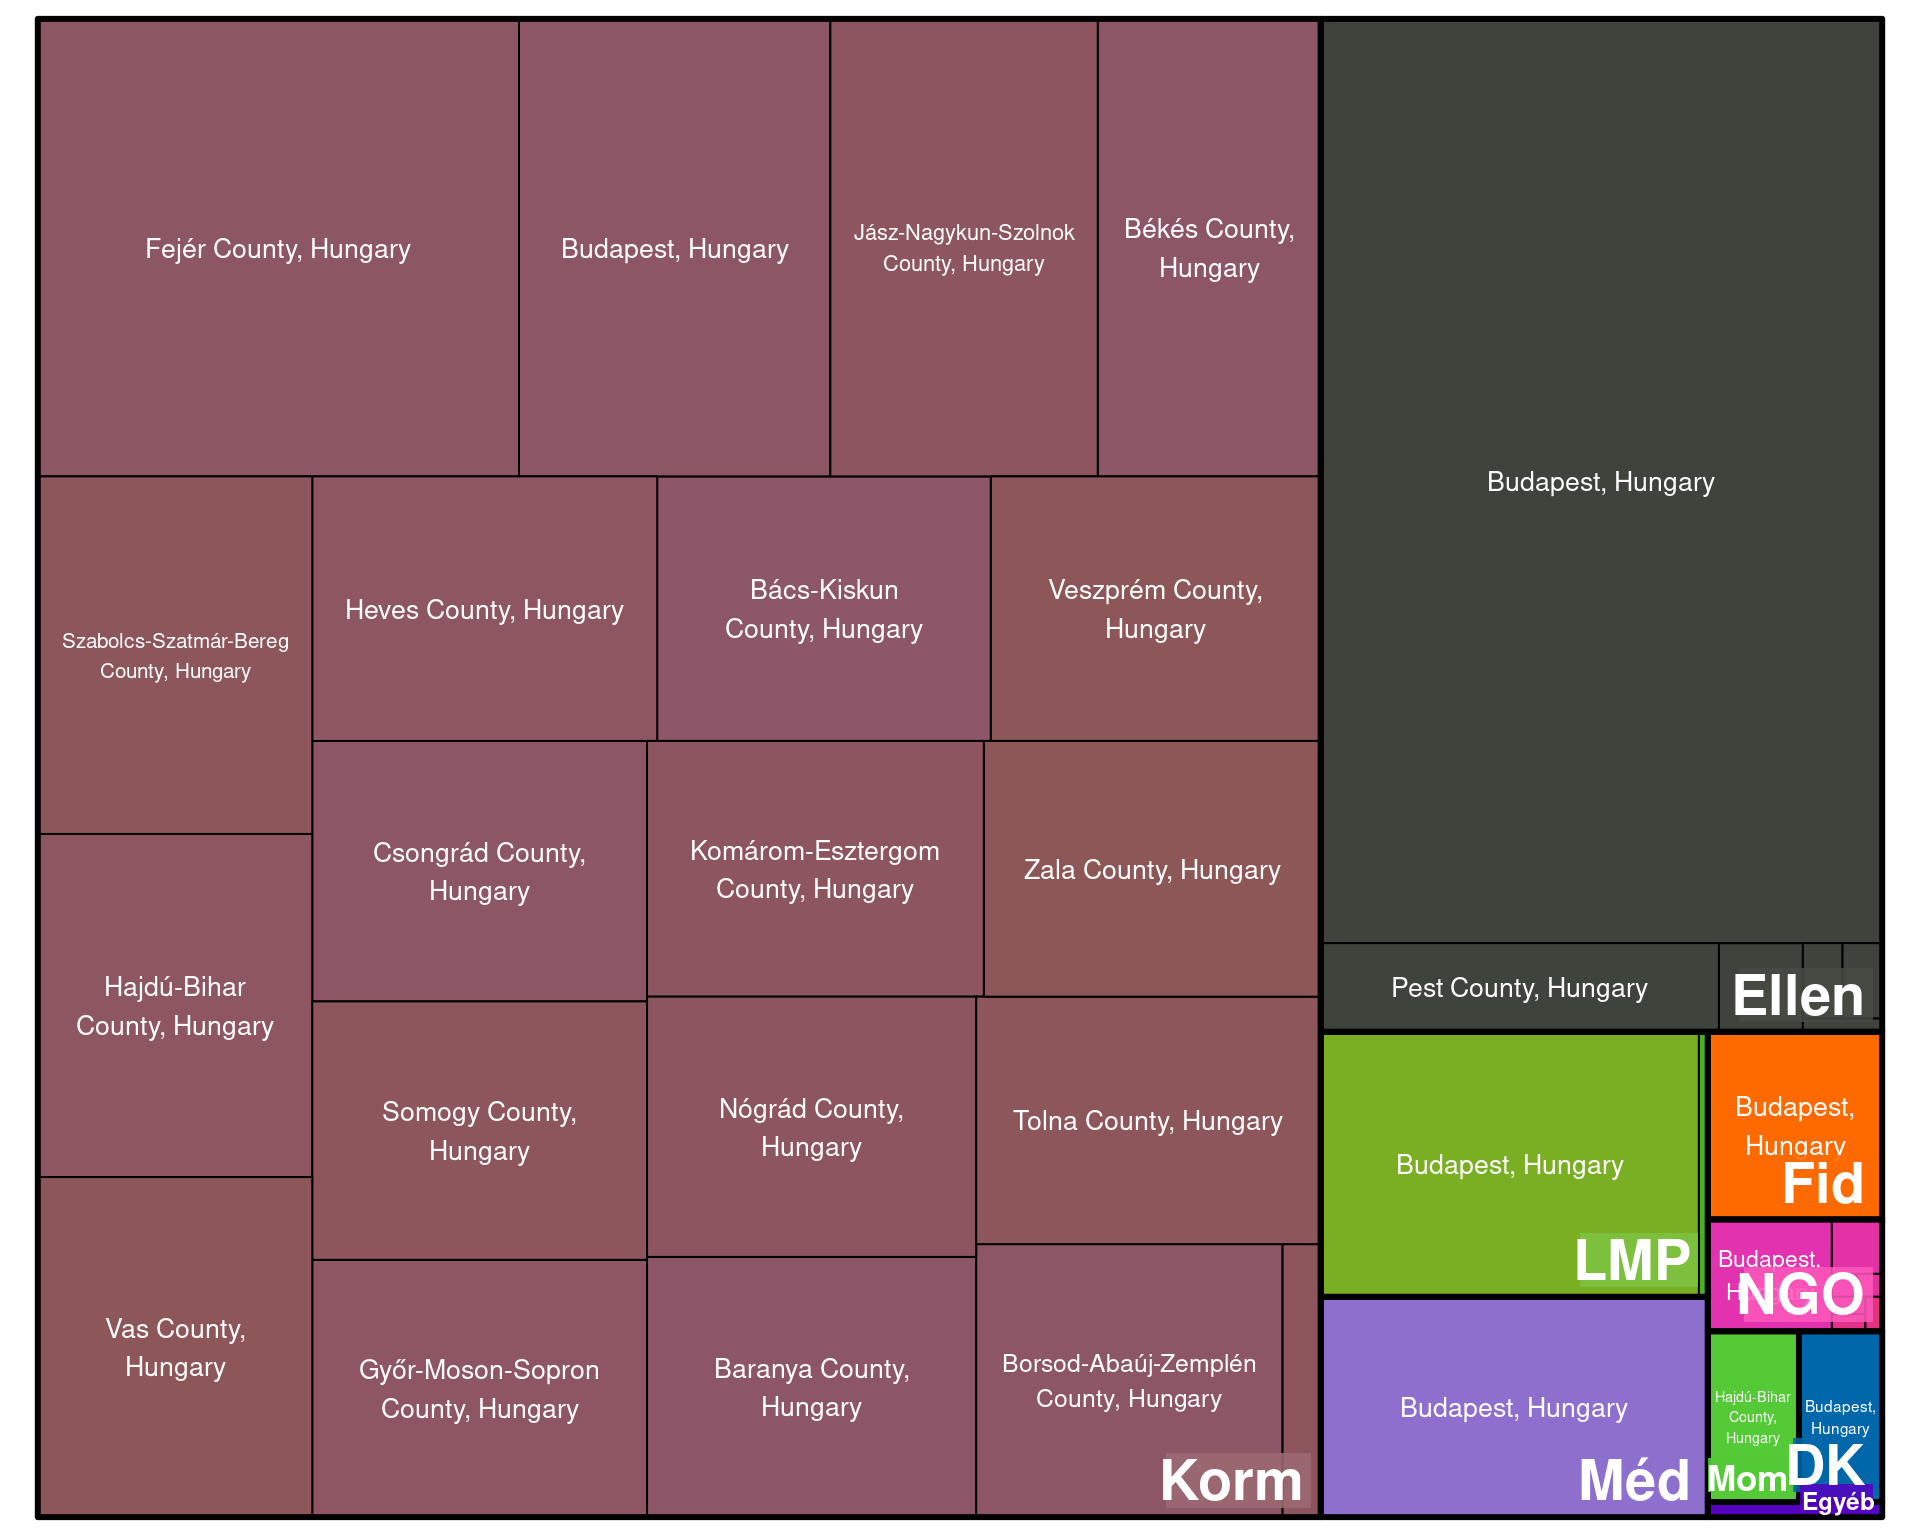 Fejér County, Hungary
Budapest, Hungary
Jász-Nagykun-Szolnok
County, Hungary
Békés County,
Hungary
Szabolcs-Szatmár-Bereg
County, Hungary
Heves County, Hungary
Bács-Kiskun
County, Hungary
Veszprém County,
Hungary
Hajdú-Bihar
County, Hungary
Csongrád County,
Hungary
Komárom-Esztergom
County, Hungary
Zala County, Hungary
Vas County,
Hungary
Somogy County,
Hungary
Nógrád County,
Hungary
Tolna County, Hungary
Győr-Moson-Sopron
County, Hungary
Baranya County,
Hungary
Borsod-Abaúj-Zemplén
County, Hungary
Korm
Budapest, Hungary
Pest County, Hungary
Ellen
Budapest, Hungary
LMP
Budapest, Hungary
Méd
Budapest,
Hungary
Fid
Budapest,
NGO
Hajdú-Bihar
County,
Hungary
Mom
Budapest,
Hungary
DK
Egyéb